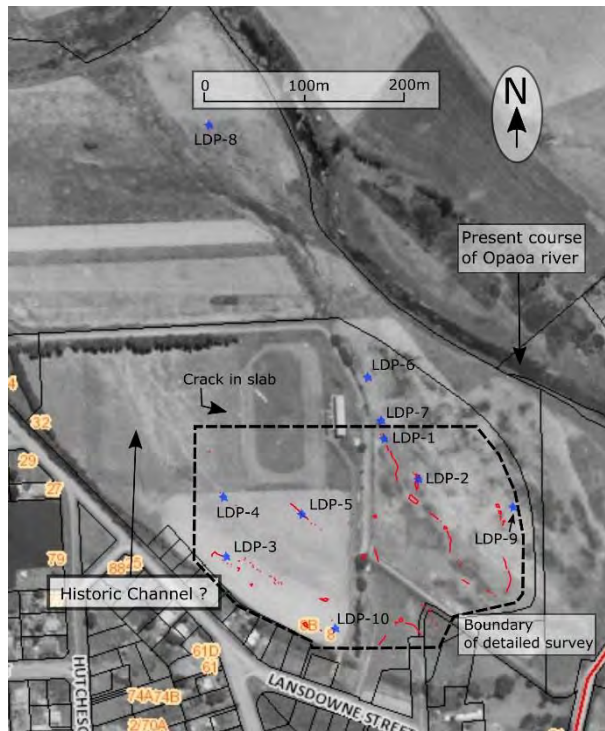 0 100m 200m
N
LDP-8
Present course
of Opaoa river
LDP-6
Crack in slab
LDP-7
LDP-1
32
29
27
LDP-2
LDP-4
LDP-5
LDP-9
LDP-3
79
Historic Channel ?
LDP-10
Boundary
of detailed survey
61D
61
74A 74B
2/70A
LANSDOWNE STREET